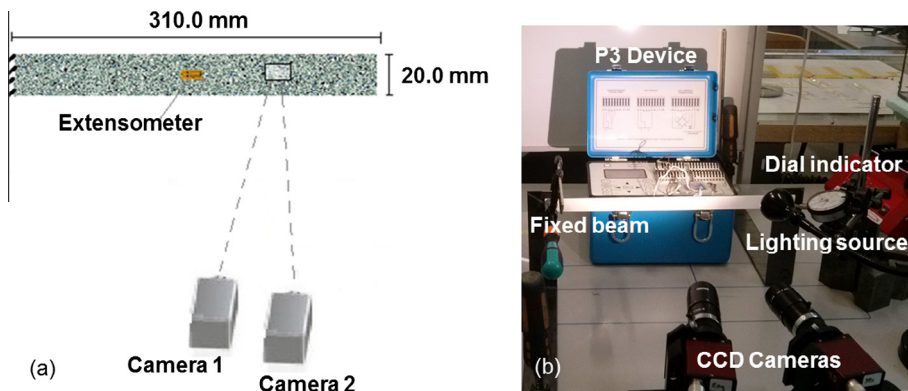 310.0 mm
20.0 mm
Extensometer
Camera 1
Camera 2
(a)
P3 Device
Dial indicator
Fixed beam
Lighting source
CCD Cameras
(b)